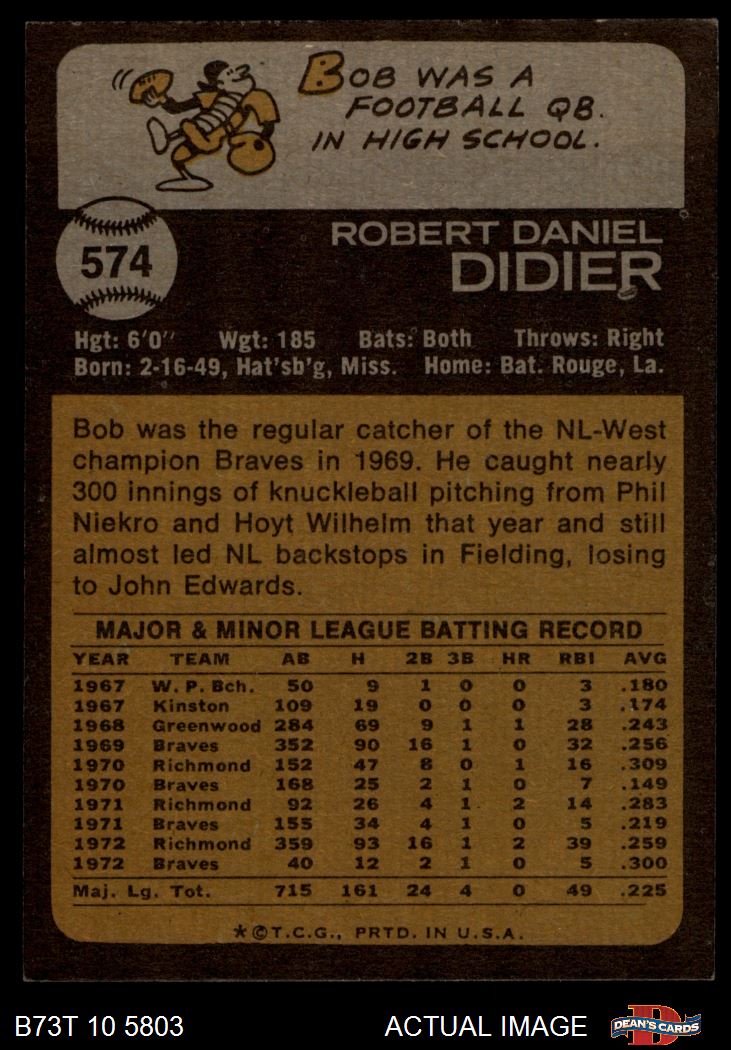 BOB WAS A
FOOTBALL QB.
IN HIGH SCHOOL.
574
ROBERT DANIEL
DIDIER
Hgt: 6'0" Wgt: 185 Bats: Both Throws: Right
Born: 2-16-49, Hat'sb'g, Miss. Home: Bat. Rouge, La.
Bob was the regular catcher of the NL-West
champion Braves in 1969. He caught nearly
300 innings of knuckleball pitching from Phil
Niekro and Hoyt Wilhelm that year and still
almost led NL backstops in Fielding, losing
to John Edwards.
MAJOR & MINOR LEAGUE BATTING RECORD
YEAR TEAM AB H 2B 3B HR RBI AVG
1967 W. P. Bch. 50 9 1 0 0 3 .180
1967 Kinston 109 19 0 0 0 3 .174
1968 Greenwood 284 69 9 1 1 28 .243
1969 Braves 352 90 16 1 0 32 .256
1970 Richmond 152 47 8 0 1 16 .309
1970 Braves 168 25 2 1 0 7 .149
1971 Richmond 92 26 4 1 2 14 .283
1971 Braves 155 34 4 1 0 5 .219
1972 Richmond 359 93 16 1 2 39 .259
1972 Braves 40 12 2 1 0 5 .300
Maj. Lg. Tot. 715 161 24 4 0 49 .225
*©T.C.G., PRTD. IN U.S.A.
B73T 10 5803 ACTUAL IMAGE
D
DEAN'S CARDS